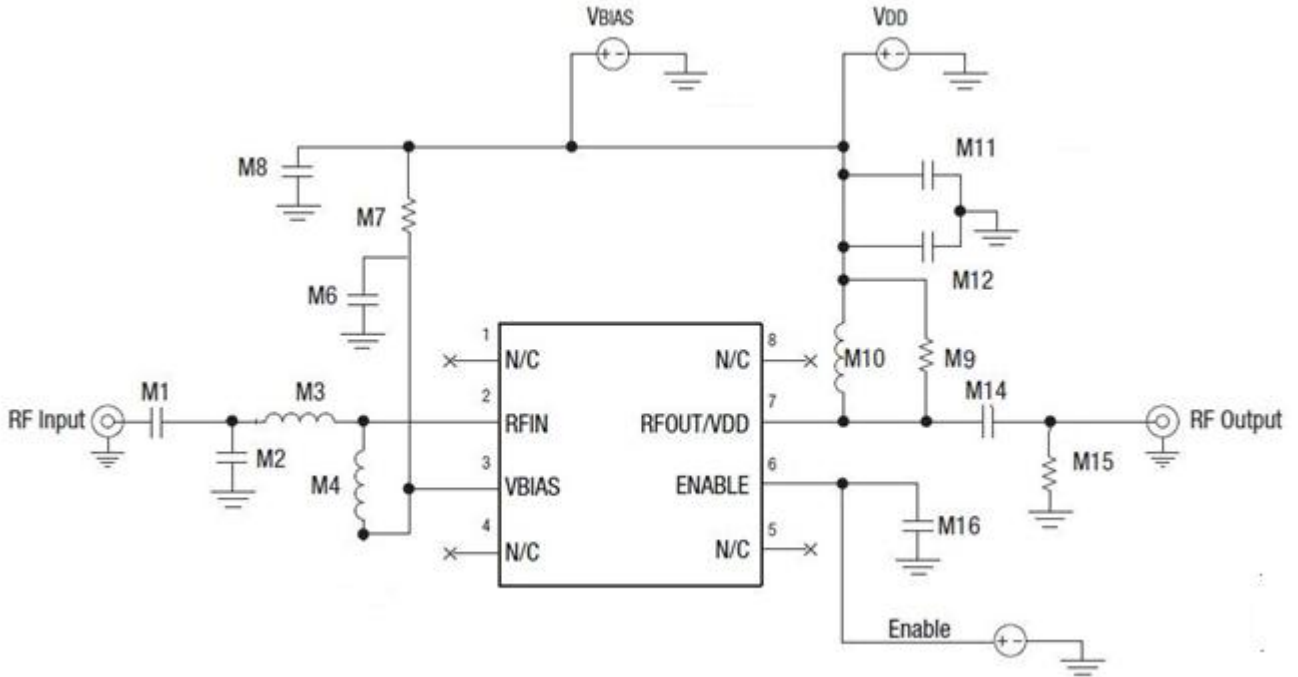 VBIAS
VDD
+ -
+ -
M8
M11
M7
M12
M6
1
N/C
8
N/C
M10
M9
M1
M3
M14
RF Input
2
RFIN
7
RFOUT/VDD
RF Output
M2
M4
3
VBIAS
6
ENABLE
M15
4
N/C
5
N/C
M16
Enable
+ -